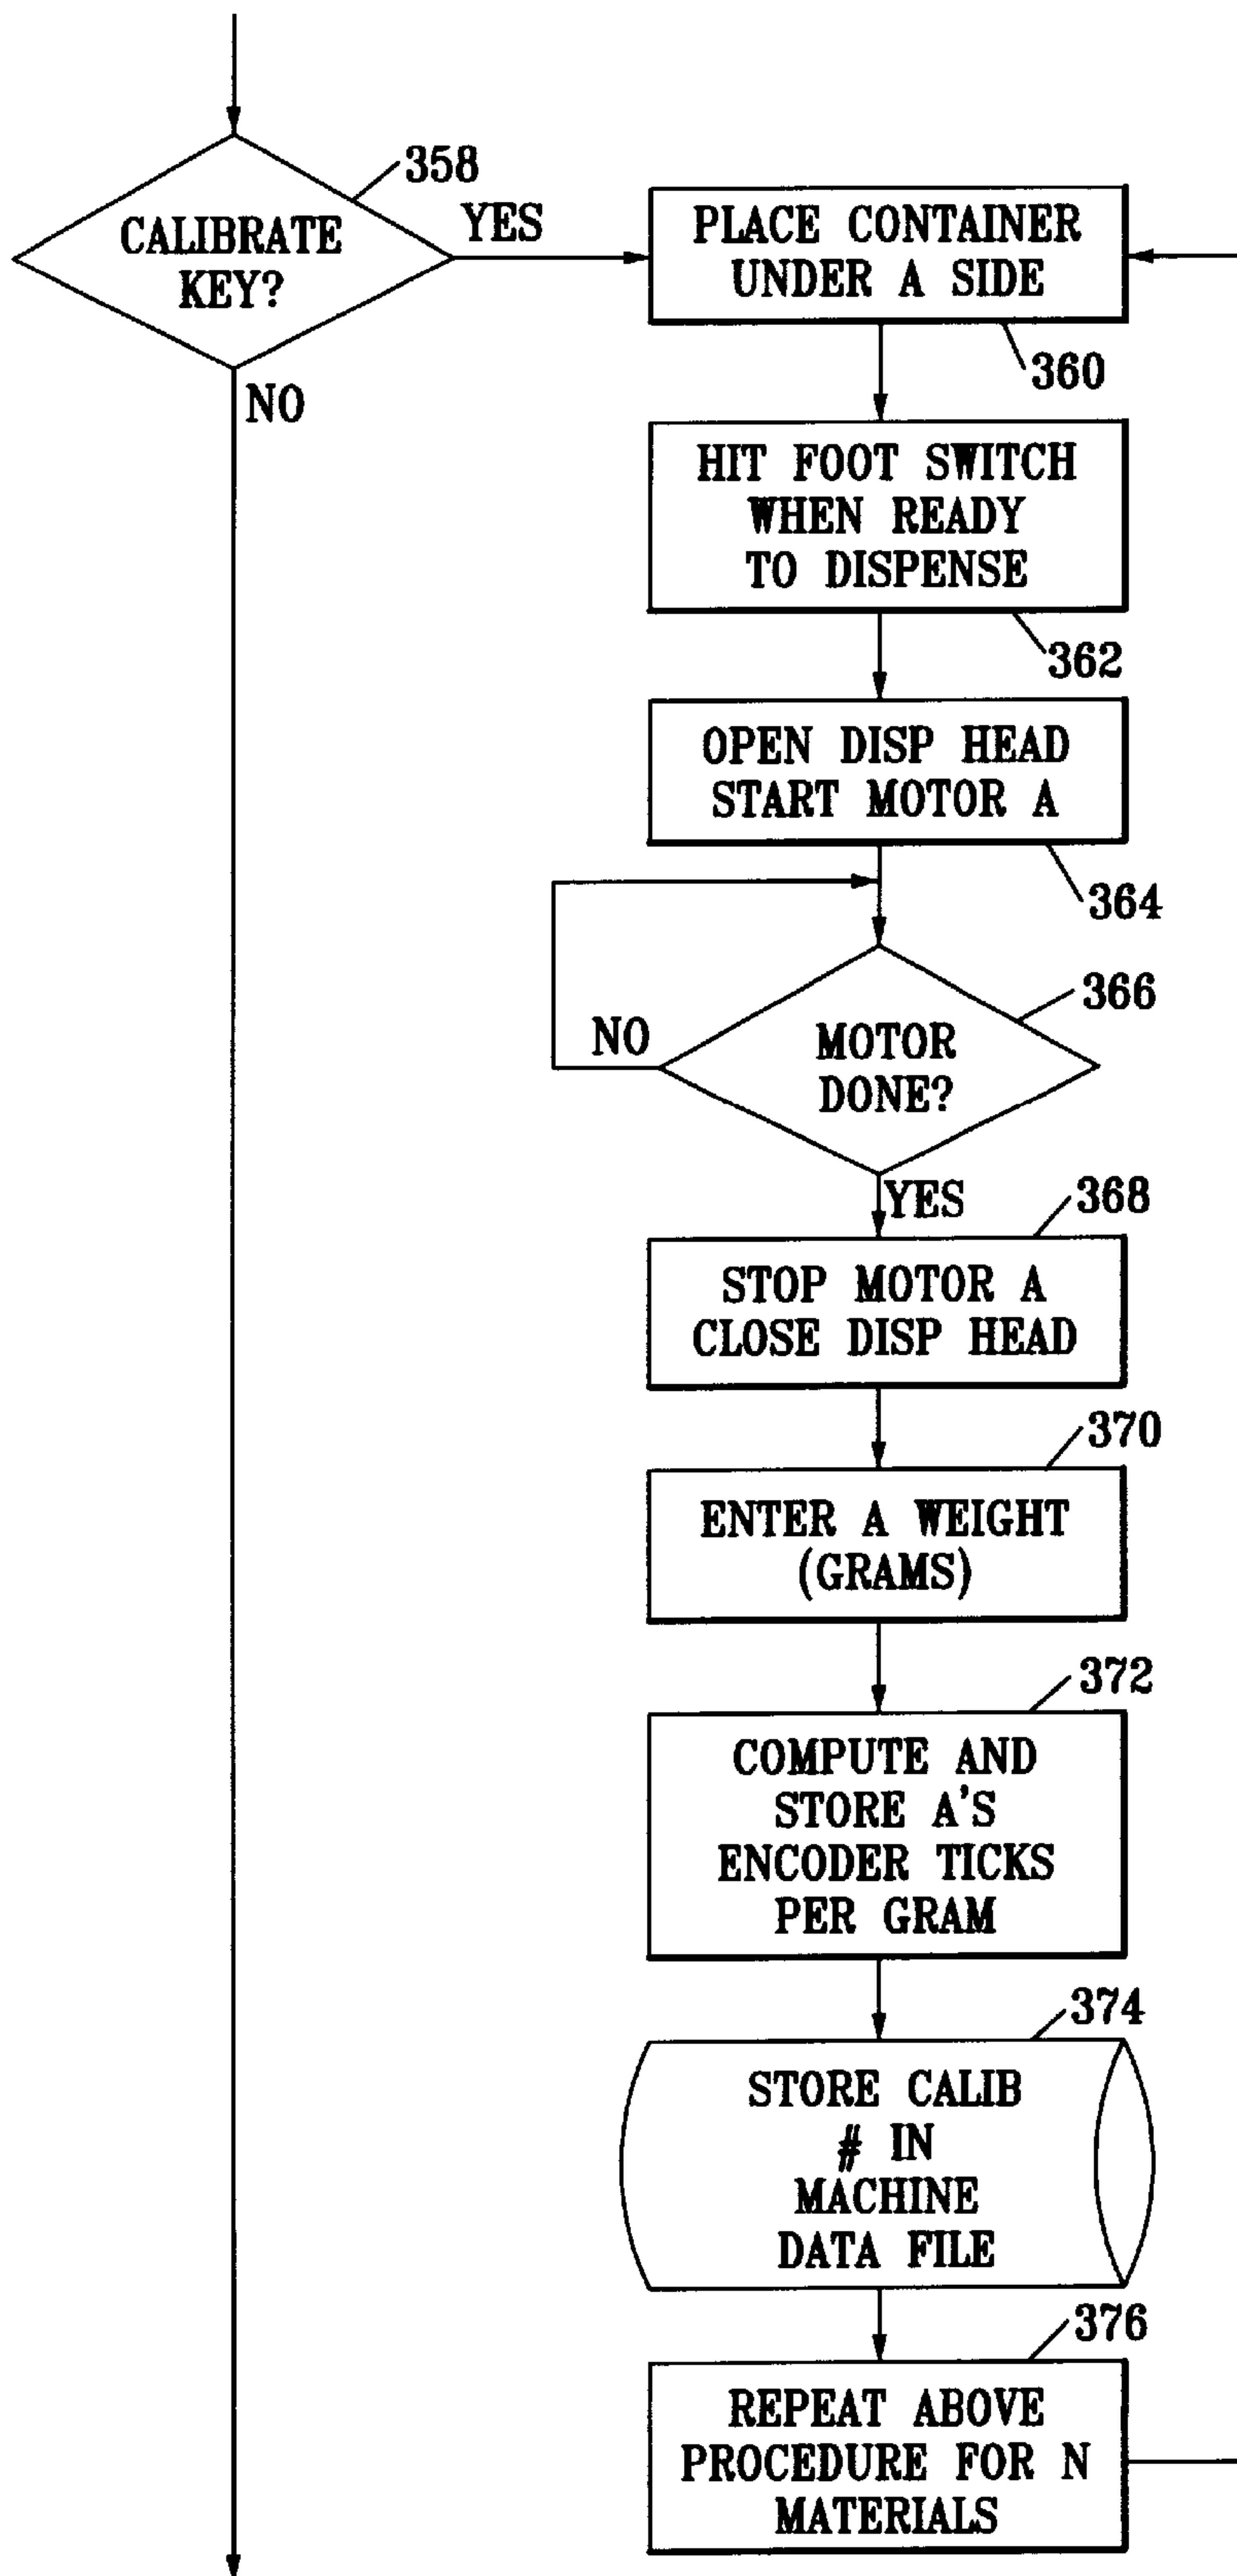 358
CALIBRATE
KEY?
YES
NO
PLACE CONTAINER
UNDER A SIDE
360
HIT FOOT SWITCH
WHEN READY
TO DISPENSE
362
OPEN DISP HEAD
START MOTOR A
364
366
NO
MOTOR
DONE?
YES
368
STOP MOTOR A
CLOSE DISP HEAD
370
ENTER A WEIGHT
(GRAMS)
372
COMPUTE AND
STORE A'S
ENCODER TICKS
PER GRAM
374
STORE CALIB
# IN
MACHINE
DATA FILE
376
REPEAT ABOVE
PROCEDURE FOR N
MATERIALS